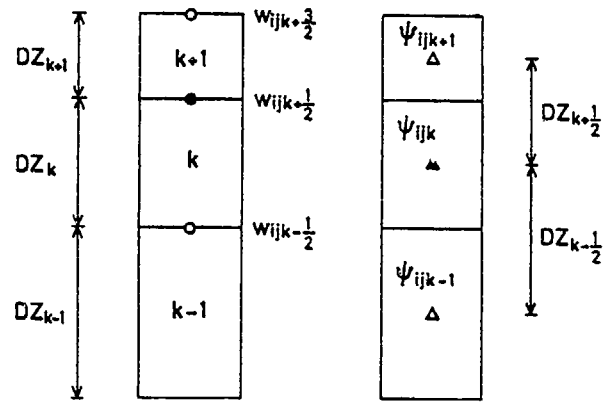 DZₖ₊₁
k+1
Wijk+3/2
DZₖ
k
Wijk+1/2
DZₖ₋₁
k-1
Wijk-1/2
ψijk+1
ψijk
ψijk-1
DZk+1/2
DZk-1/2